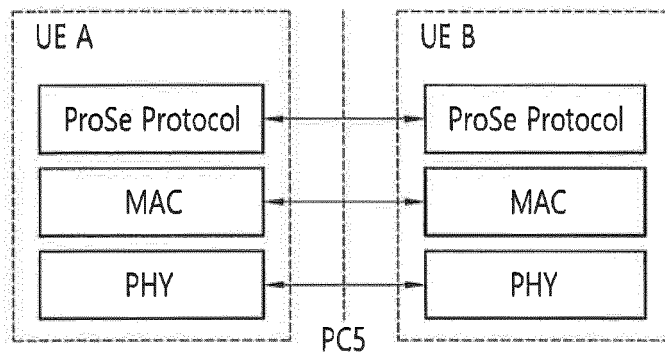 UE A
UE B
ProSe Protocol
ProSe Protocol
MAC
MAC
PHY
PHY
PC5